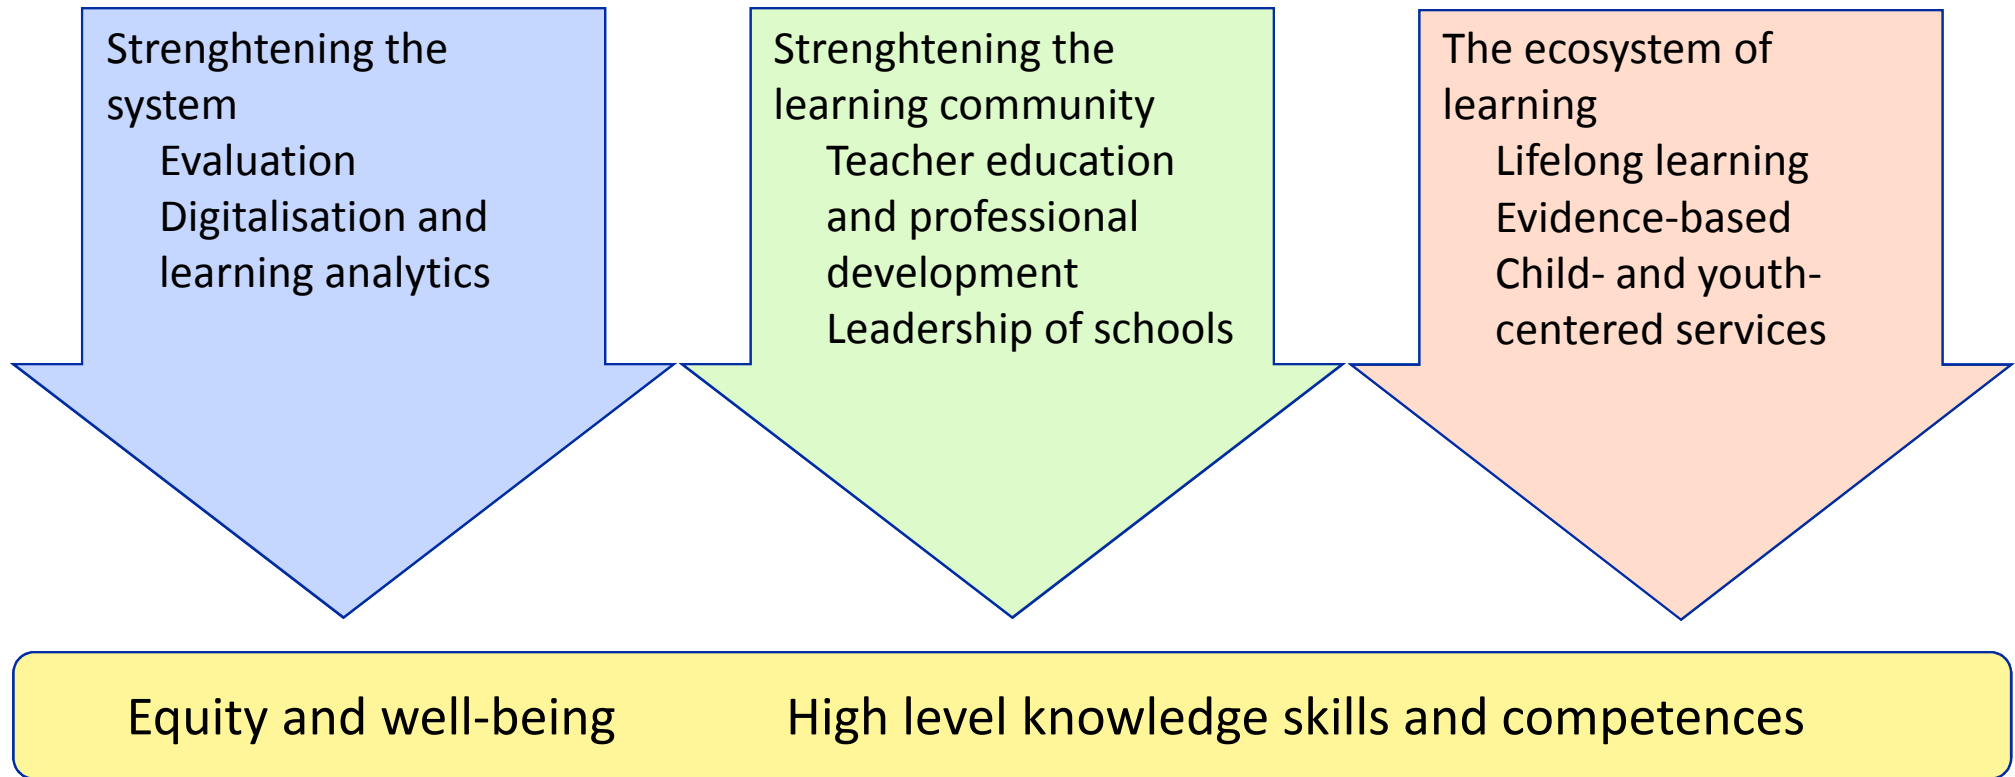 Strenghtening the
system
Evaluation
Digitalisation and
learning analytics
Strenghtening the
learning community
Teacher education
and professional
development
Leadership of schools
The ecosystem of
learning
Lifelong learning
Evidence-based
Child- and youth-
centered services
Equity and well-being
High level knowledge skills and competences